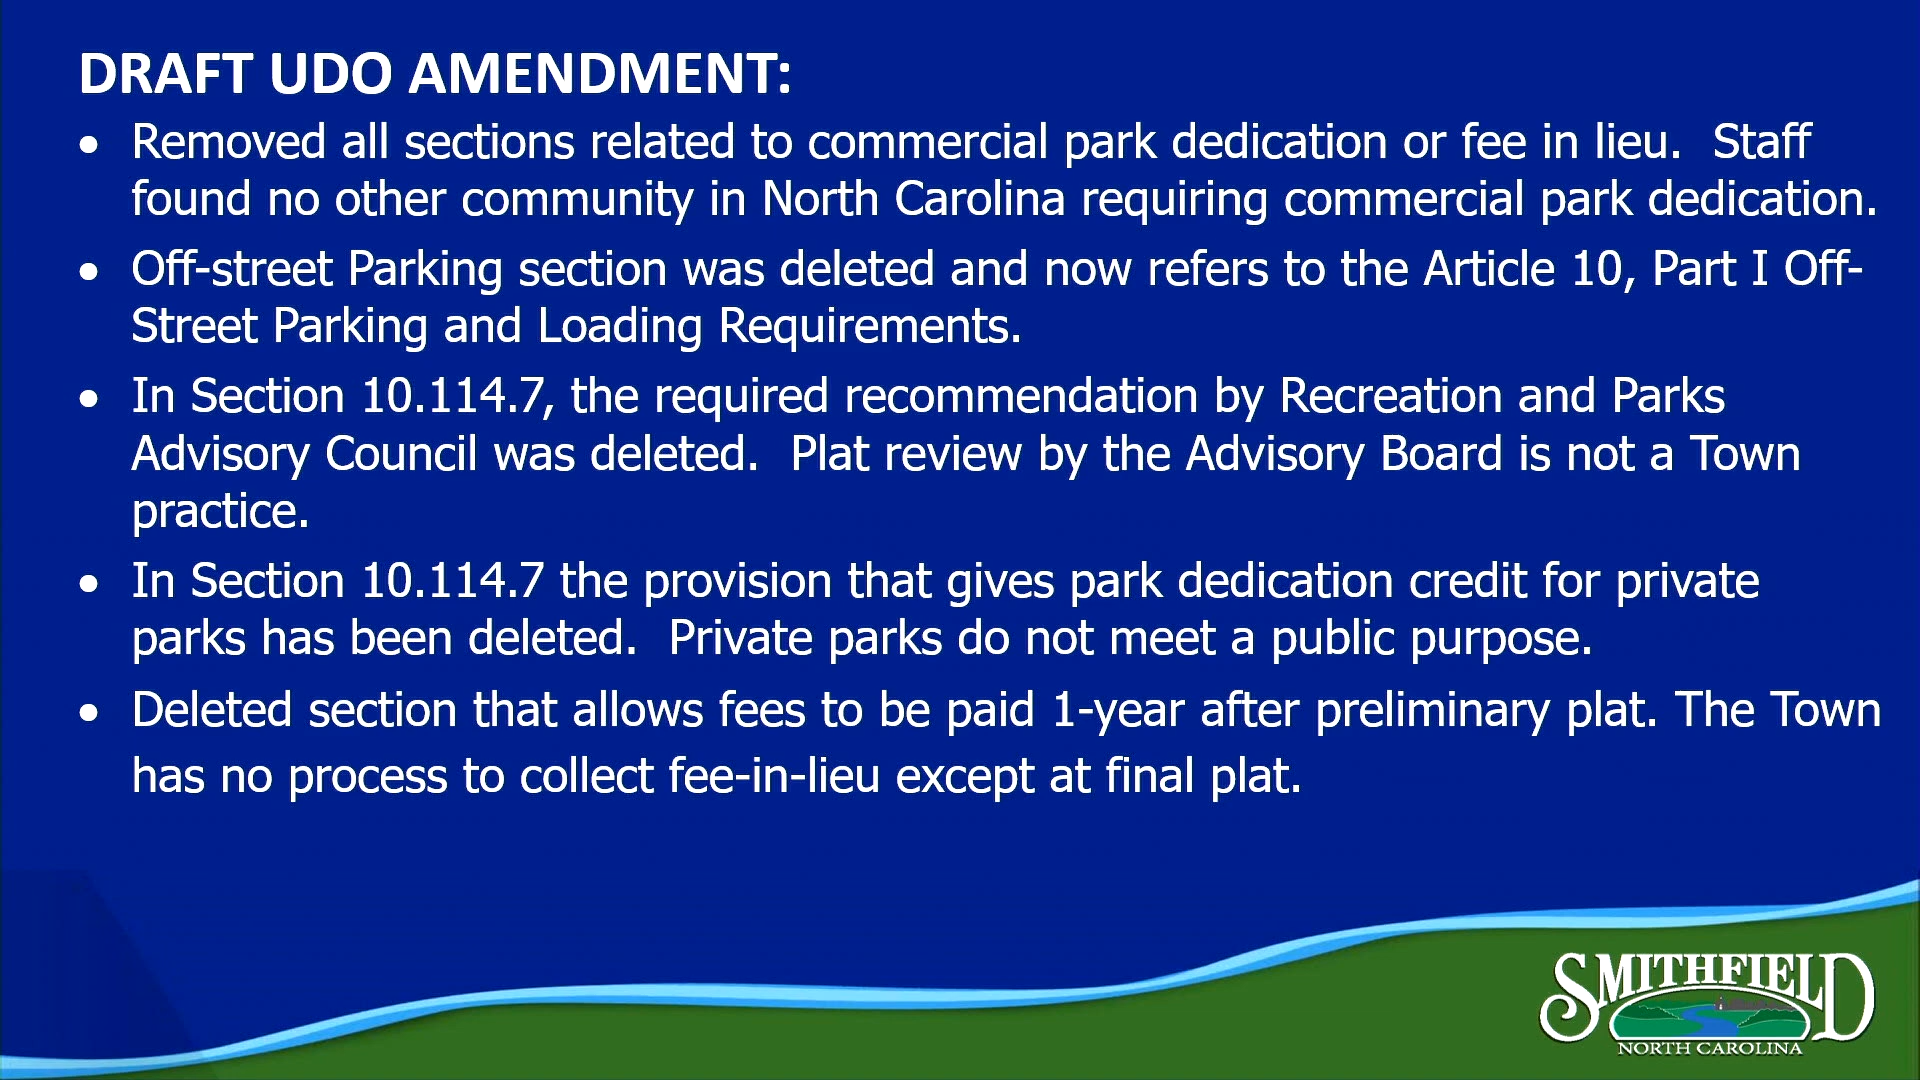 DRAFT UDO AMENDMENT:
• Removed all sections related to commercial park dedication or fee in lieu.  Staff
found no other community in North Carolina requiring commercial park dedication.
• Off-street Parking section was deleted and now refers to the Article 10, Part I Off-
Street Parking and Loading Requirements.
• In Section 10.114.7, the required recommendation by Recreation and Parks
Advisory Council was deleted.  Plat review by the Advisory Board is not a Town
practice.
• In Section 10.114.7 the provision that gives park dedication credit for private
parks has been deleted.  Private parks do not meet a public purpose.
• Deleted section that allows fees to be paid 1-year after preliminary plat. The Town
has no process to collect fee-in-lieu except at final plat.
SMITHFIELD
NORTH CAROLINA